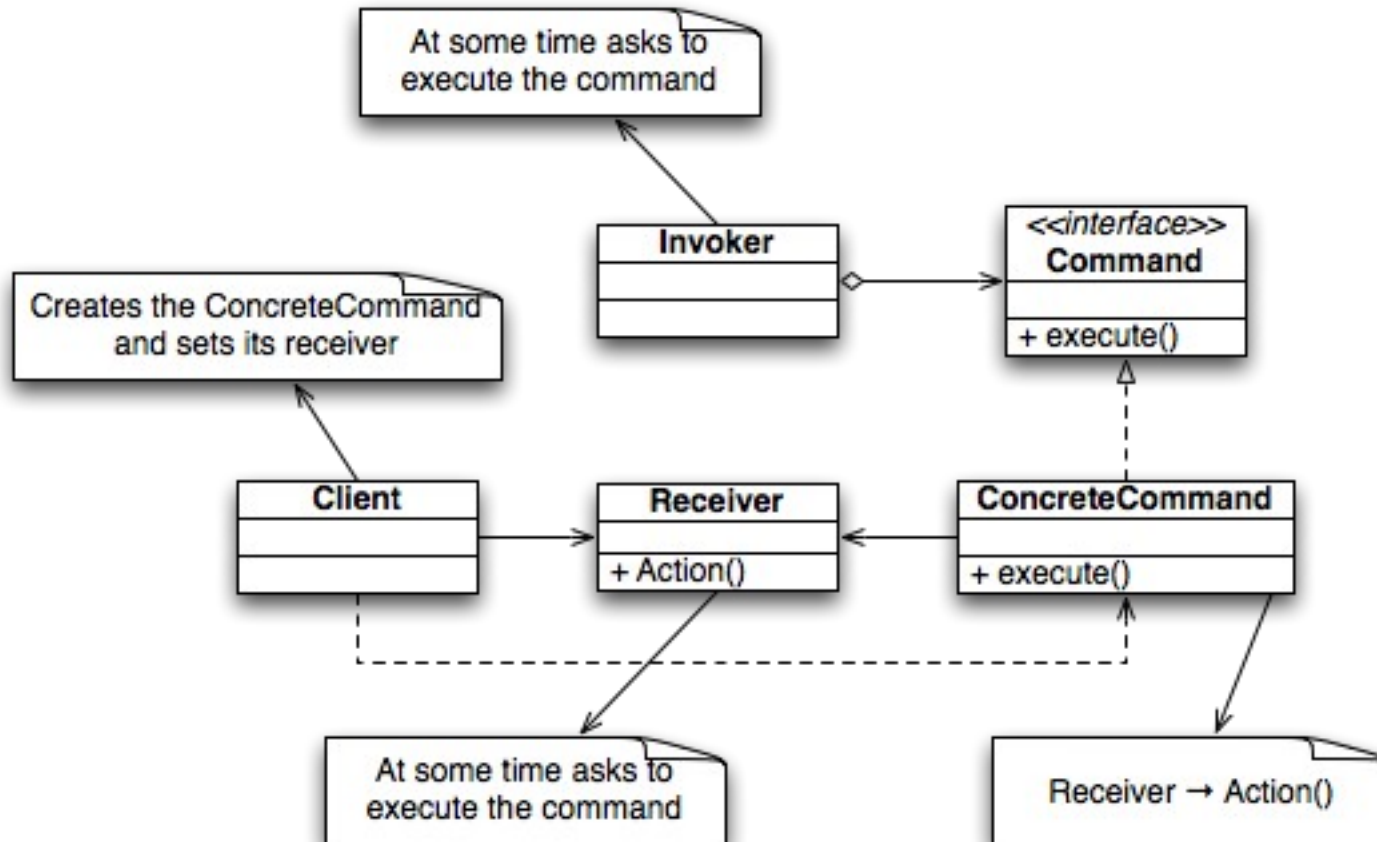 At some time asks to
execute the command
<<interface>>
Command
+ execute()
Invoker
Creates the ConcreteCommand
and sets its receiver
Client
Receiver
+ Action()
ConcreteCommand
+ execute()
At some time asks to
execute the command
Receiver → Action()